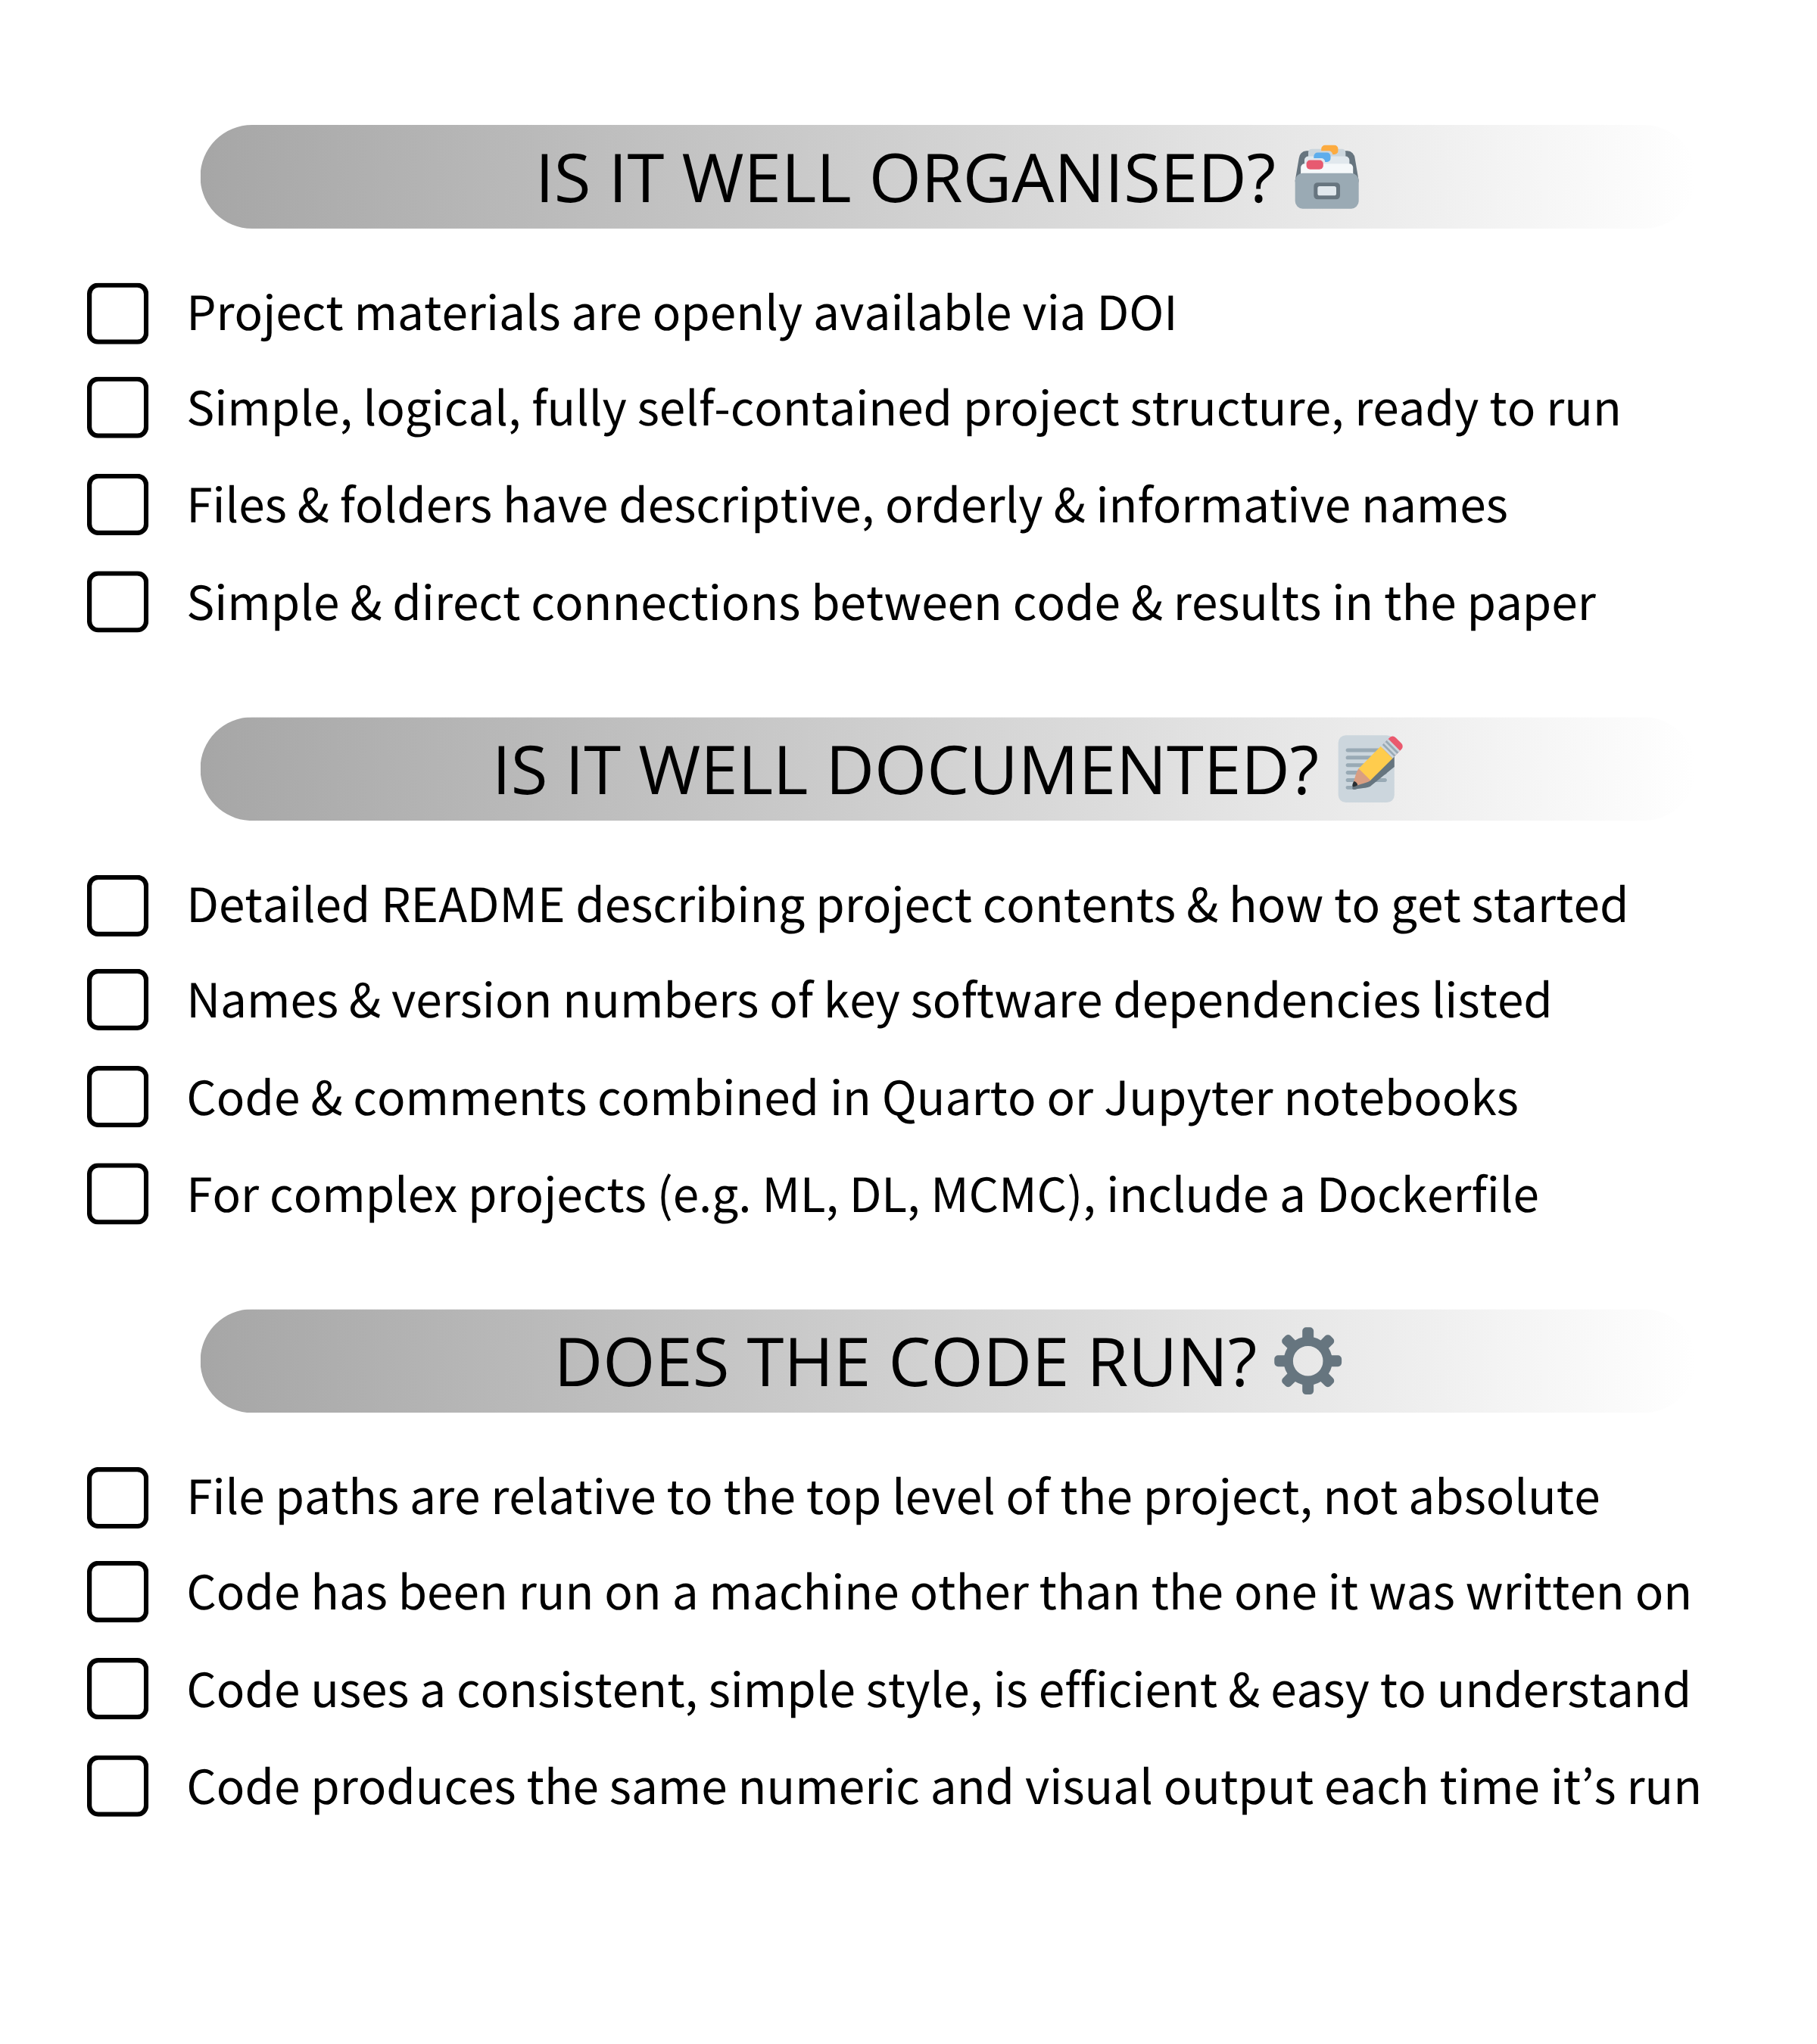 IS IT WELL ORGANISED?
Project materials are openly available via DOI
Simple, logical, fully self-contained project structure, ready to run
Files & folders have descriptive, orderly & informative names
Simple & direct connections between code & results in the paper
IS IT WELL DOCUMENTED?
Detailed README describing project contents & how to get started
Names & version numbers of key software dependencies listed
Code & comments combined in Quarto or Jupyter notebooks
For complex projects (e.g. ML, DL, MCMC), include a Dockerfile
DOES THE CODE RUN?
File paths are relative to the top level of the project, not absolute
Code has been run on a machine other than the one it was written on
Code uses a consistent, simple style, is efficient & easy to understand
Code produces the same numeric and visual output each time it’s run